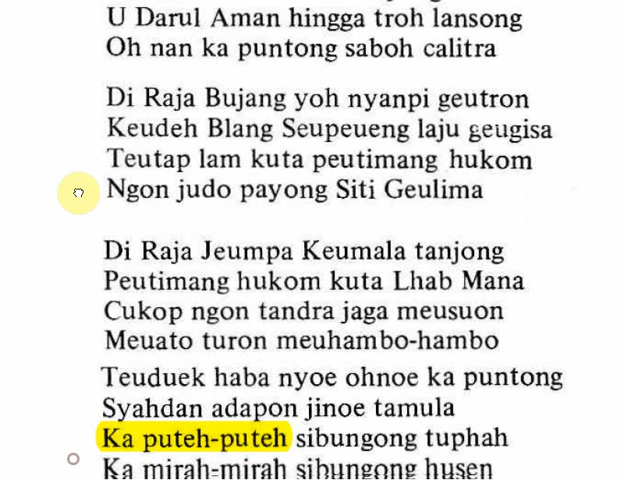 U Darul Aman hingga troh lansong
Oh nan ka puntong saboh calitra
Di Raja Bujang yoh nyanpi geutron
Keudeh Blang Seupeueng laju geugisa
Teutap lam kuta peutimang hukom
Ngon judo payong Siti Geulima
Di Raja Jeumpa Keumala tanjong
Peutimang hukom kuta Lhab Mana
Cukop ngon tandra jaga meusuon
Meuato turon meuhambo-hambo
Teuduek haba nyoe ohnoe ka puntong
Syahdan adapon jinoe tamula
Ka puteh-puteh sibungong tuphah
Ka mirah-mirah sibungong husen